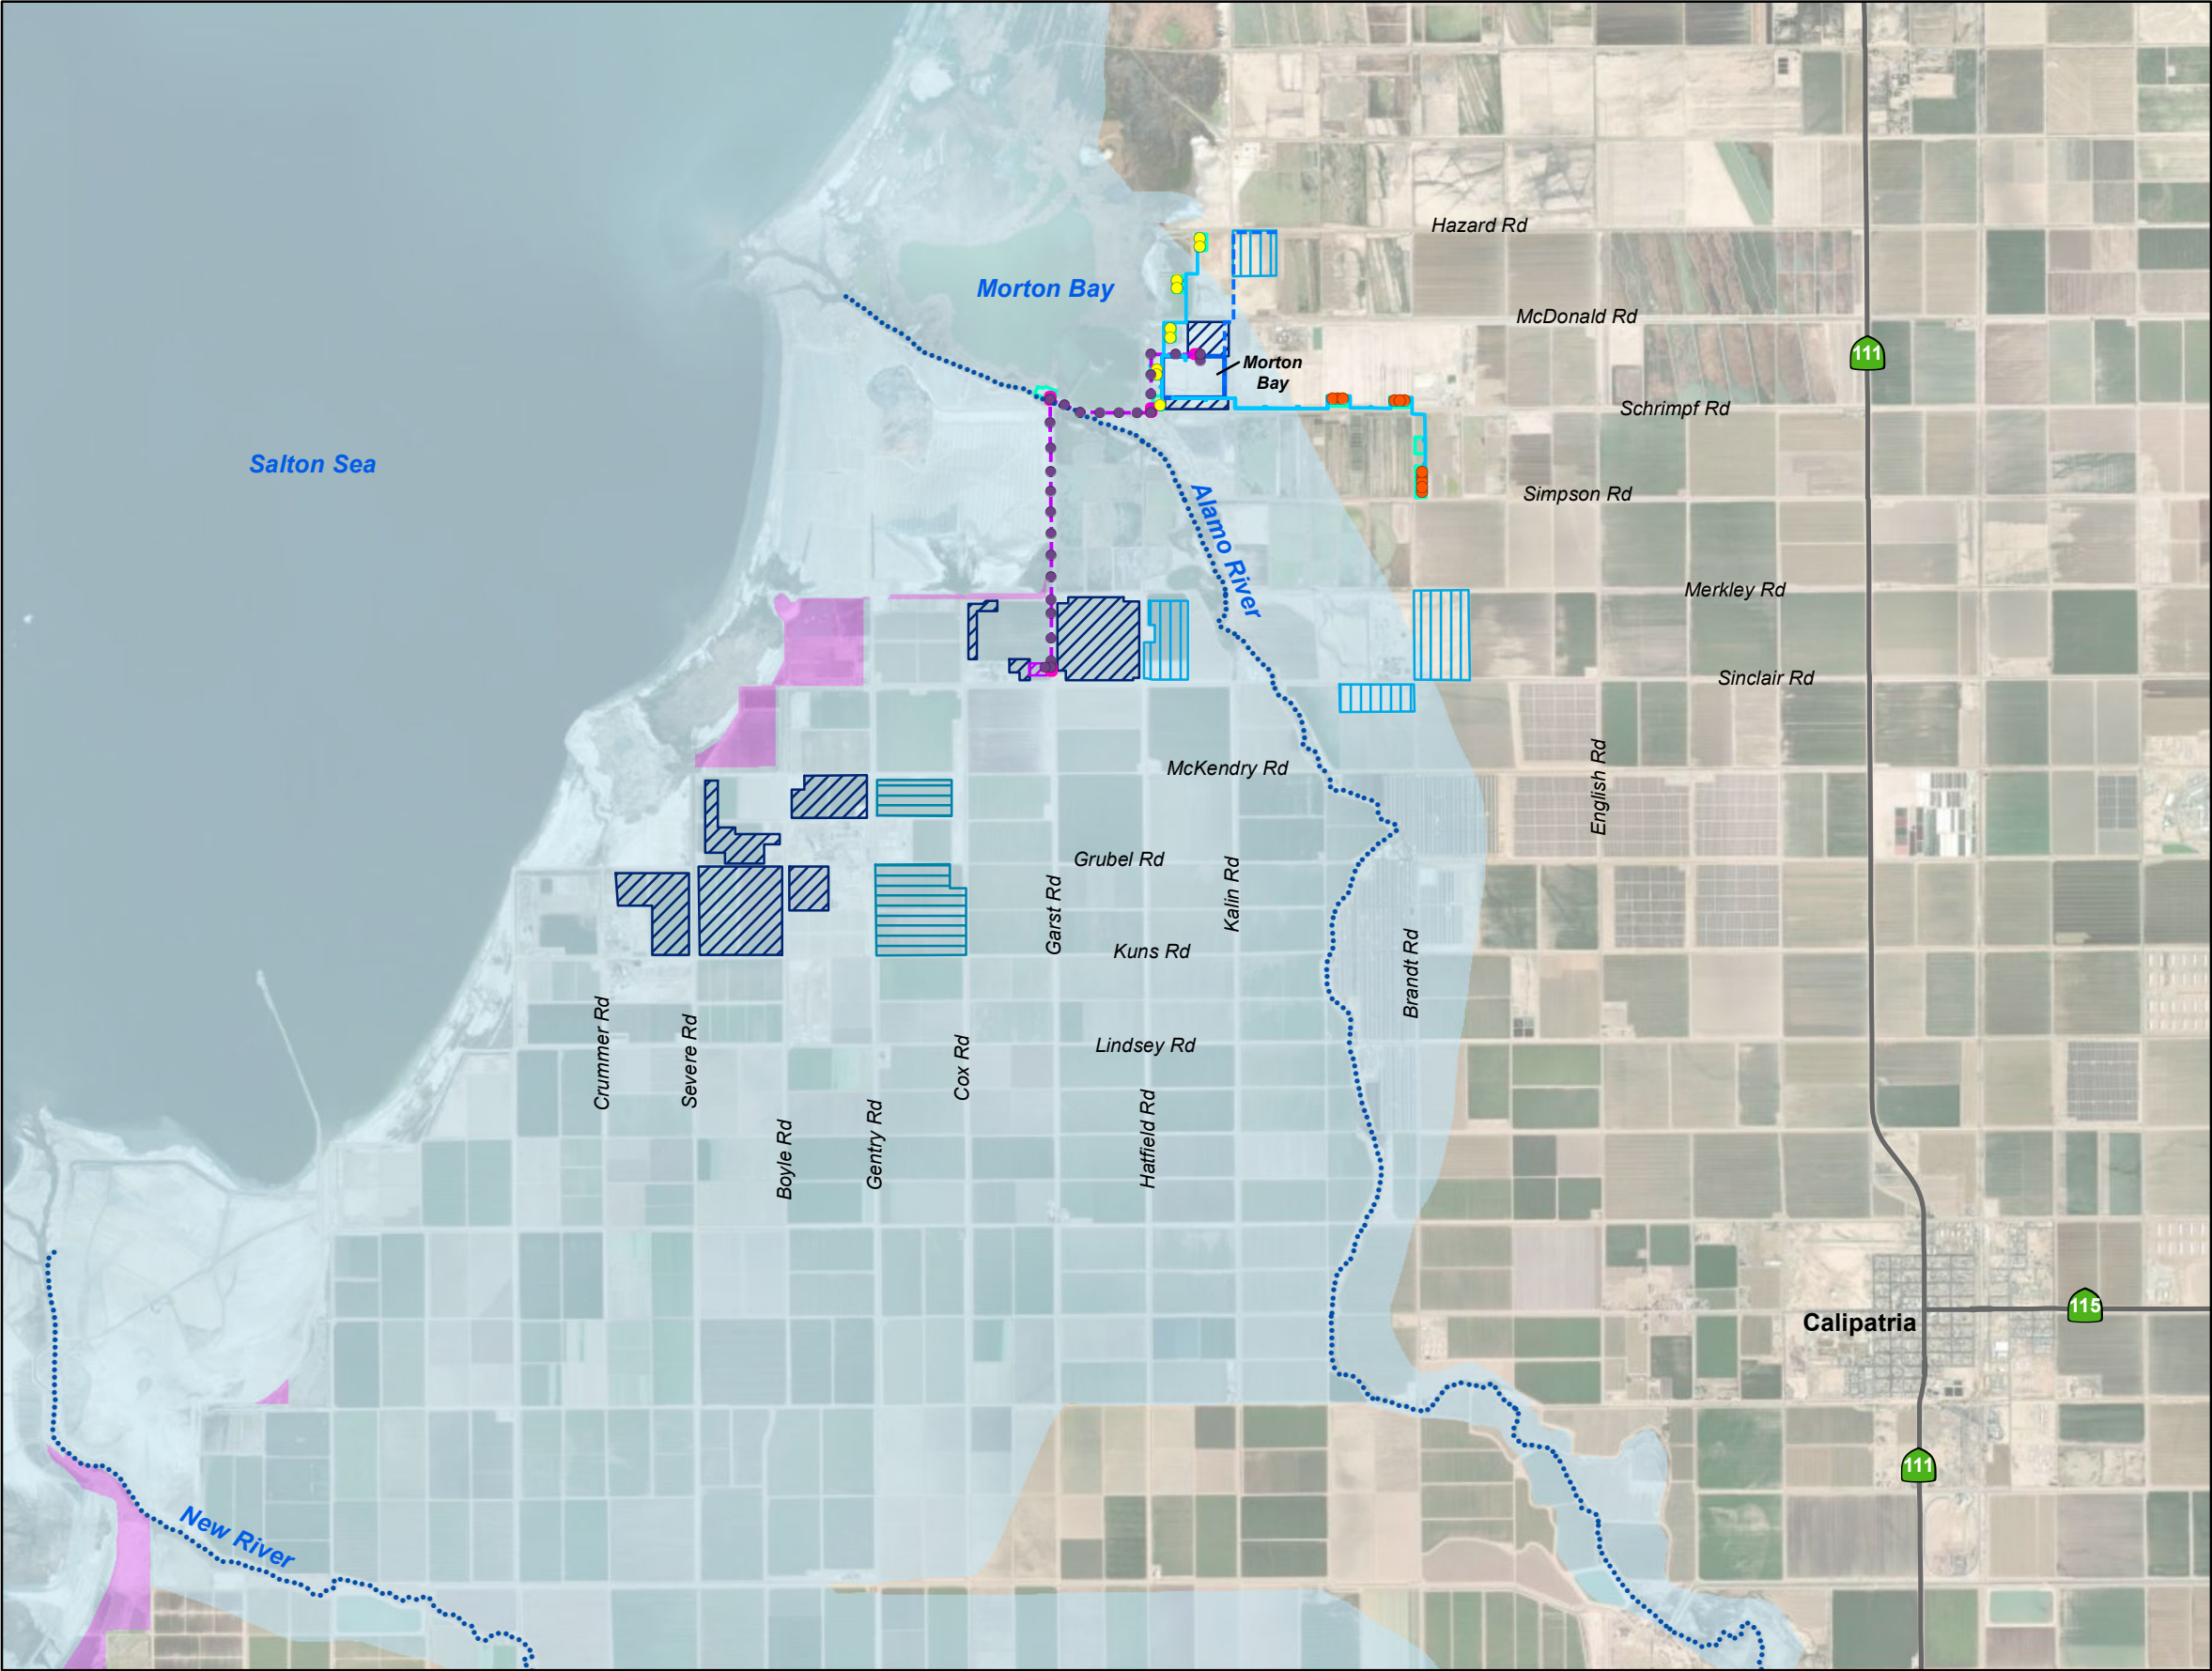 Hazard Rd
Morton Bay
McDonald Rd
111
Morton
Bay
Schrimpf Rd
Salton Sea
Simpson Rd
Alamo River
Merkley Rd
Sinclair Rd
McKendry Rd
English Rd
Grubel Rd
Kalin Rd
Garst Rd
Kuns Rd
Brandt Rd
Crummer Rd
Severe Rd
Lindsey Rd
Cox Rd
Boyle Rd
Gentry Rd
Hatfield Rd
115
Calipatria
111
New River